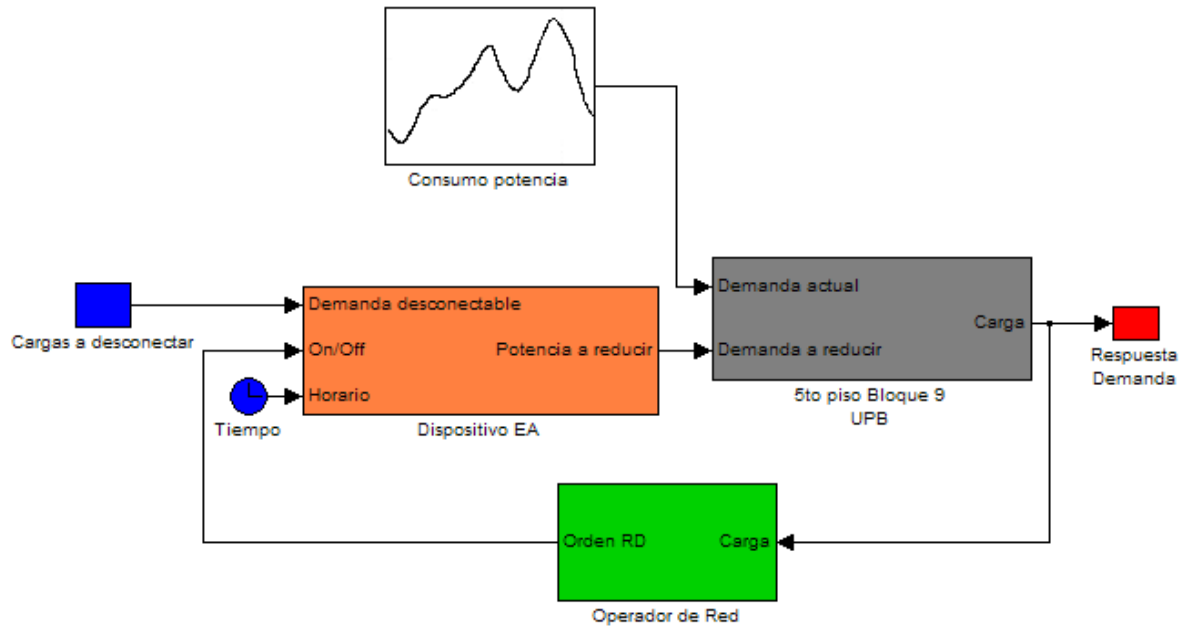 Consumo potencia
Demanda desconectable
On/Off
Horario
Potencia a reducir
Dispositivo EA
Cargas a desconectar
Tiempo
Demanda actual
Demanda a reducir
Carga
5to piso Bloque 9
UPB
Respuesta
Demanda
Orden RD
Carga
Operador de Red